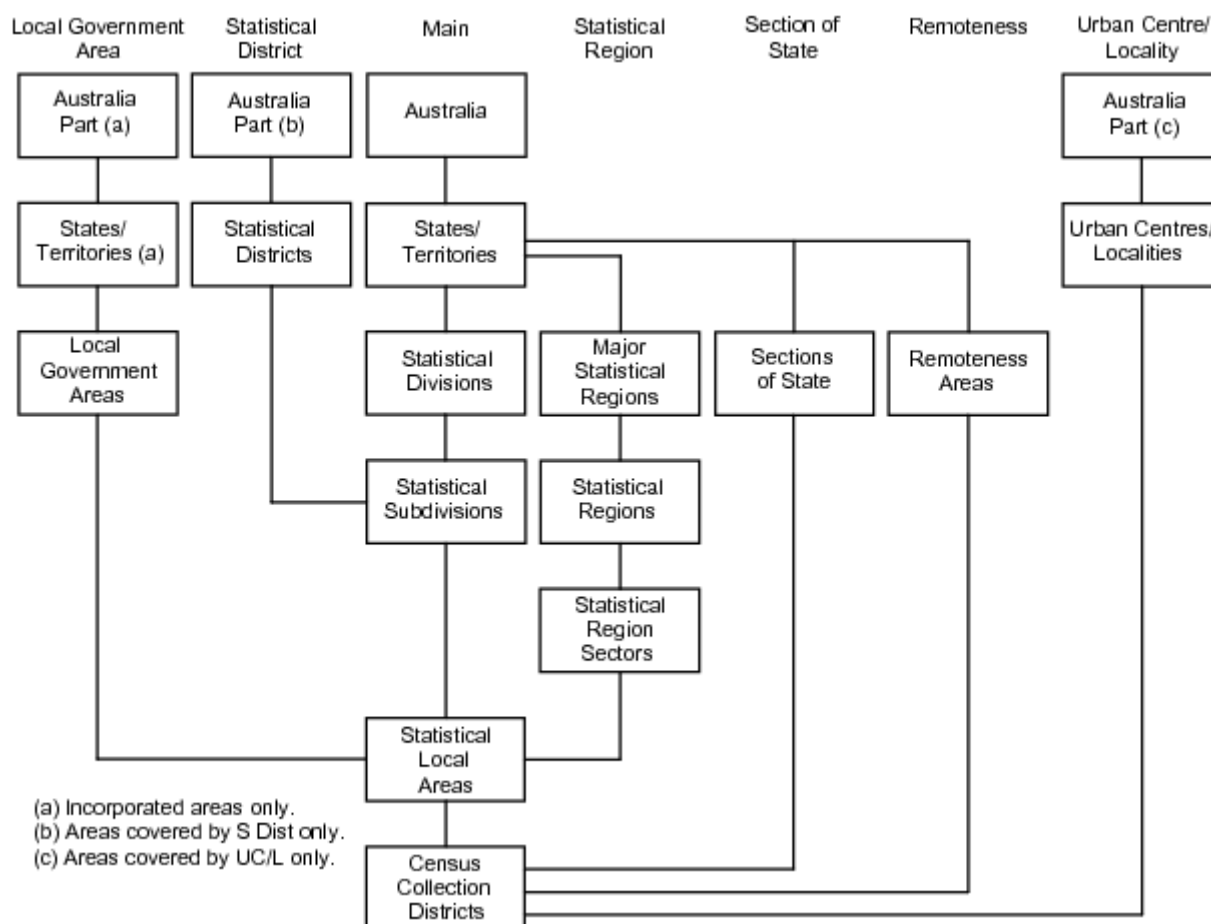 Local Government
Area
Statistical
District
Main
Statistical
Region
Section of
State
Remoteness
Urban Centre/
Locality
Australia
Part (a)
Australia
Part (b)
Australia
Australia
Part (c)
States/
Territories (a)
Statistical
Districts
States/
Territories
Urban Centres/
Localities
Local
Government
Areas
Statistical
Divisions
Major
Statistical
Regions
Sections
of State
Remoteness
Areas
Statistical
Subdivisions
Statistical
Regions
Statistical
Region
Sectors
Statistical
Local
Areas
(a) Incorporated areas only.
(b) Areas covered by S Dist only.
(c) Areas covered by UC/L only.
Census
Collection
Districts